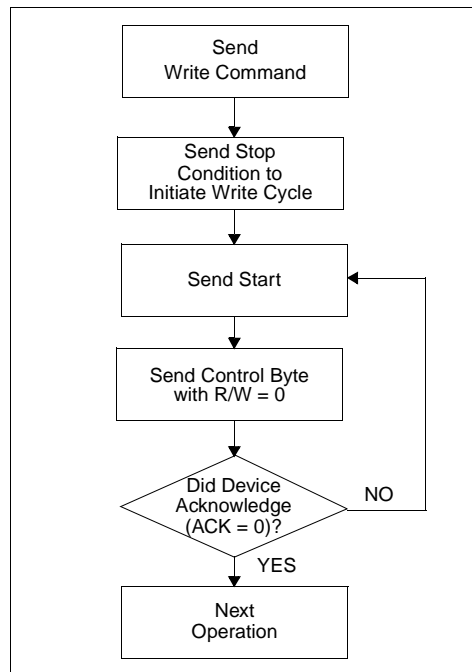 Send
Write Command
Send Stop
Condition to
Initiate Write Cycle
Send Start
Send Control Byte
with R/W = 0
Did Device
Acknowledge
(ACK = 0)?
NO
YES
Next
Operation